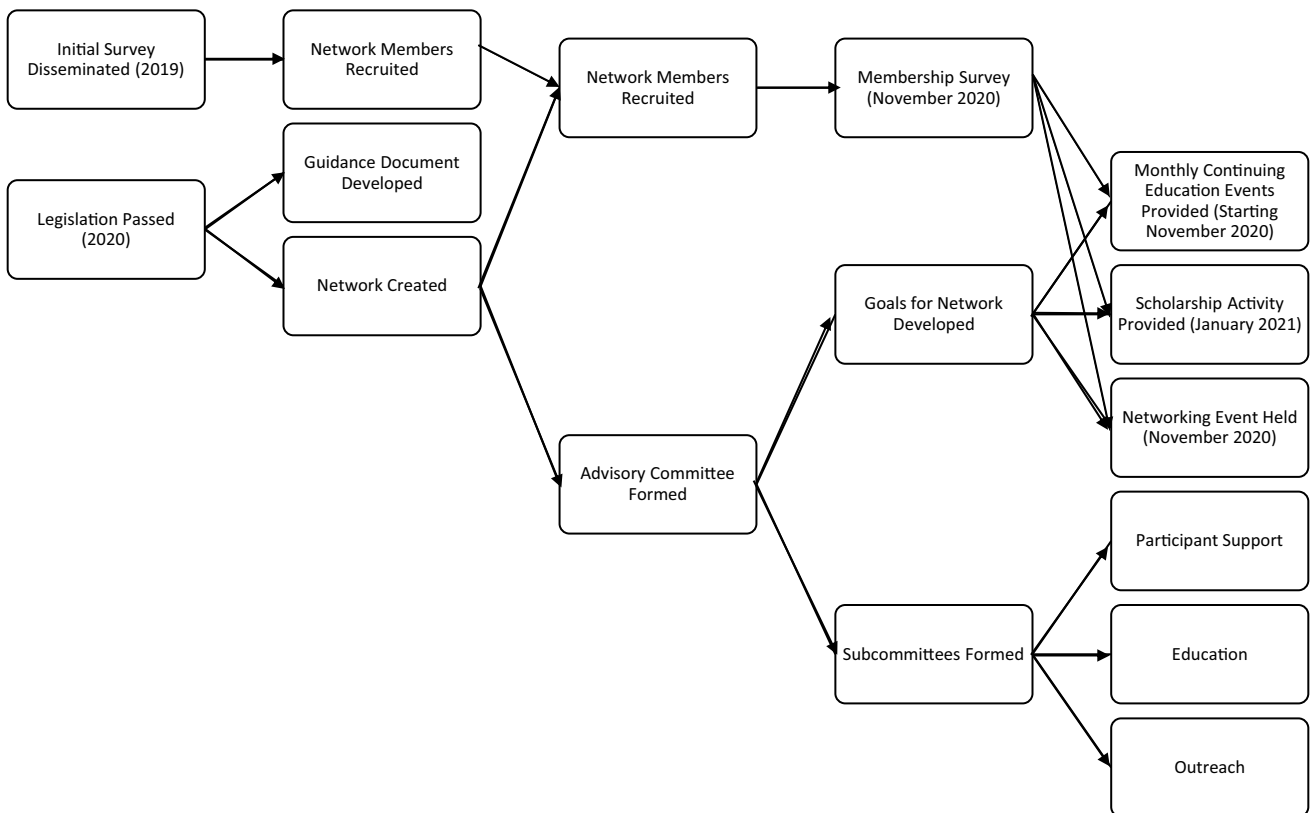 Initial Survey
Disseminated (2019)
Network Members
Recruited
Network Members
Recruited
Membership Survey
(November 2020)
Guidance Document
Developed
Legislation Passed
(2020)
Network Created
Monthly Continuing
Education Events
Provided (Starting
November 2020)
Goals for Network
Developed
Scholarship Activity
Provided (January 2021)
Networking Event Held
(November 2020)
Advisory Committee
Formed
Participant Support
Subcommittees Formed
Education
Outreach